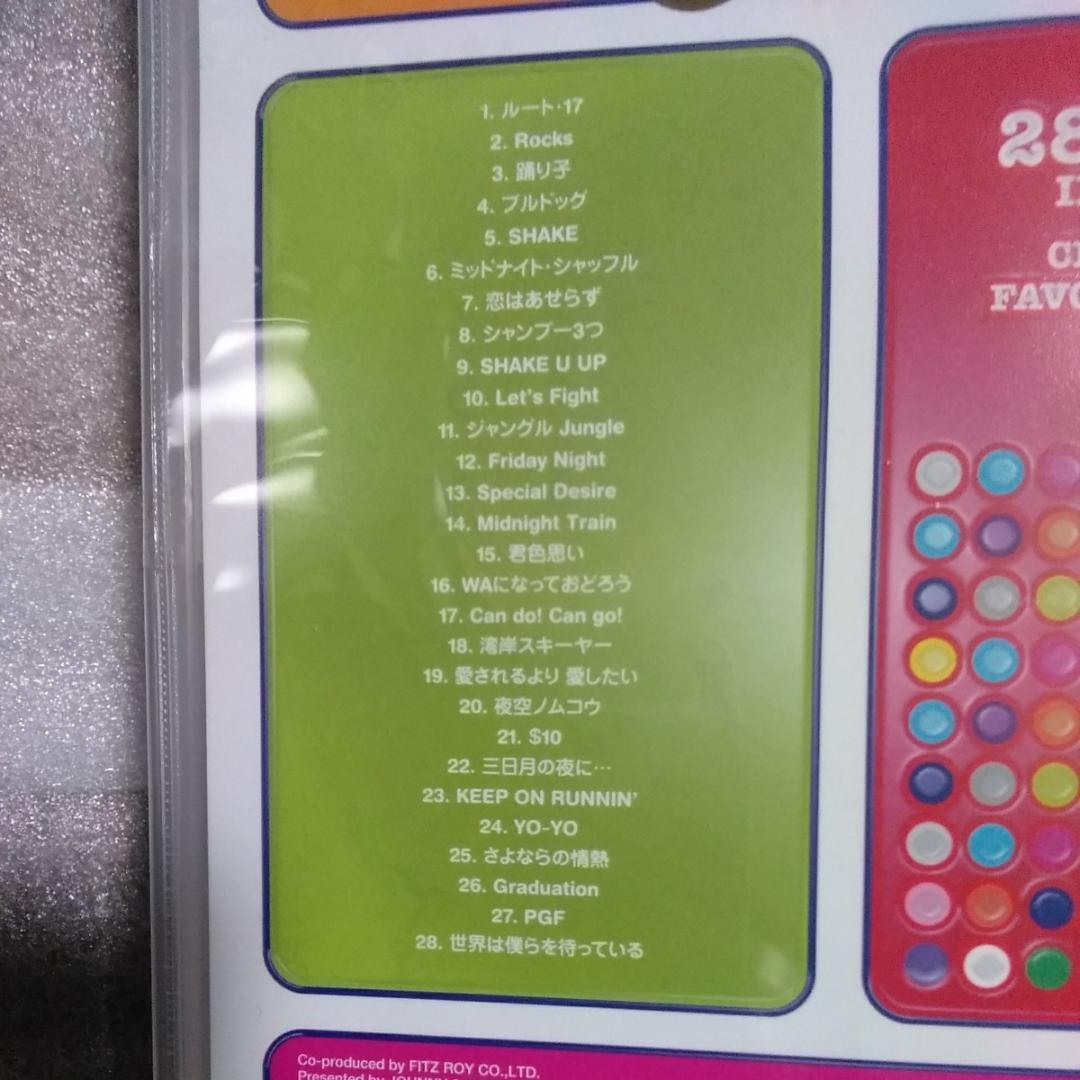 1. ルート・17
2. Rocks
3. 踊り子
4. ブルドッグ
5. SHAKE
6. ミッドナイト・シャッフル
7. 恋はあせらず
8. シャンプー3つ
9. SHAKE U UP
10. Let's Fight
11. ジャングル Jungle
12. Friday Night
13. Special Desire
14. Midnight Train
15. 君色思い
16. WAになっておどろう
17. Can do! Can go!
18. 湾岸スキーヤー
19. 愛されるより 愛したい
20. 夜空ノムコウ
21. $10
22. 三日月の夜に…
23. KEEP ON RUNNIN'
24. YO-YO
25. さよならの情熱
26. Graduation
27. PGF
28. 世界は僕らを待っている
28
Co-produced by FITZ ROY CO.,LTD.
Presented by